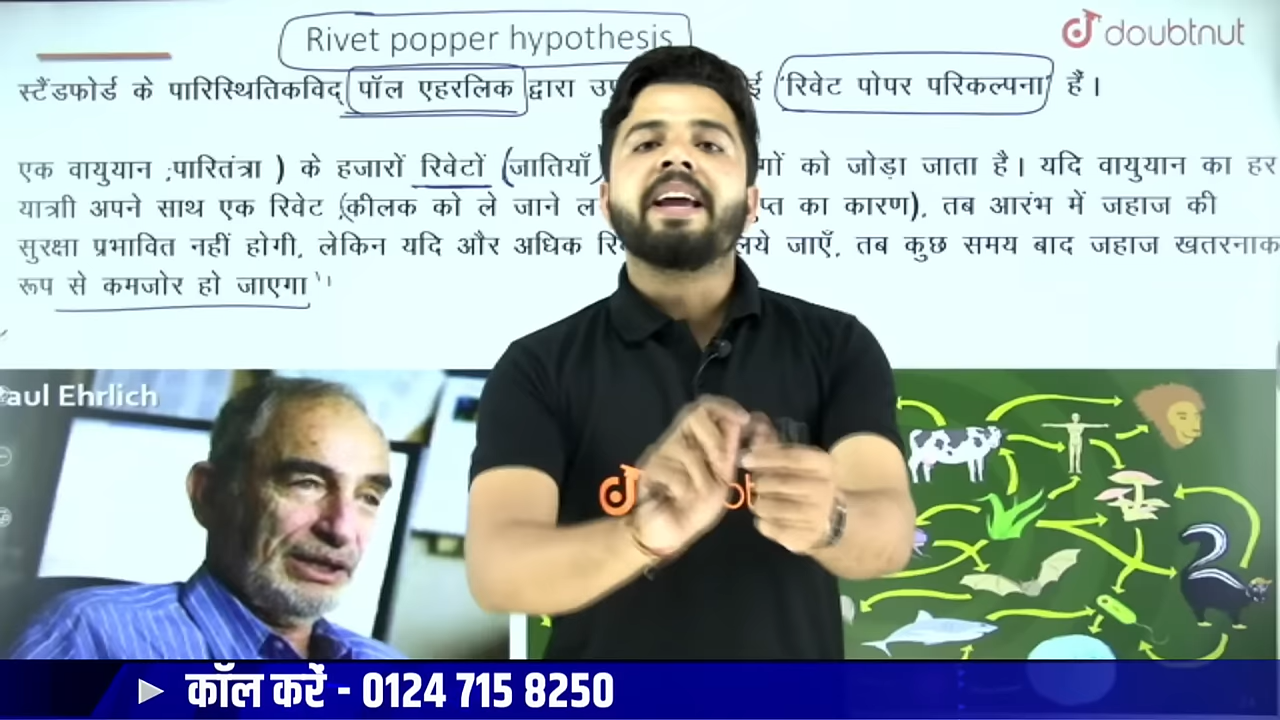 Rivet popper hypothesis
doubtnut
स्टैंडफोर्ड के पारिस्थितिकविद् पॉल एहरलिक द्वारा 'रिवेट पोपर परिकल्पना' हैं।
एक वायुयान ;पारितंत्रा ) के हजारों रिवेटों (जातियाँ) को जोड़ा जाता है। यदि वायुयान का हर
यात्राी अपने साथ एक रिवेट (कीलक को ले जाने का कारण), तब आरंभ में जहाज की
सुरक्षा प्रभावित नहीं होगी, लेकिन यदि और अधिक जाएँ, तब कुछ समय बाद जहाज खतरनाक
रूप से कमजोर हो जाएगा"
aul Ehrlich
कॉल करें - 0124 715 8250